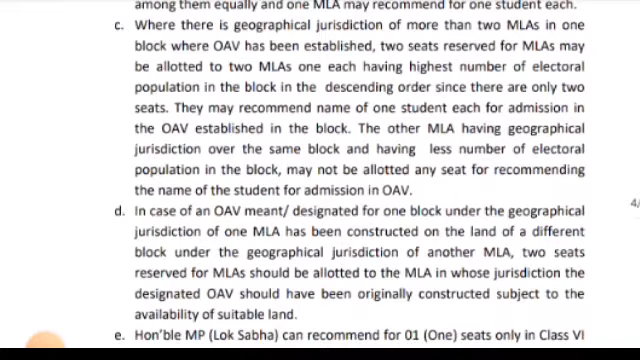 among them equally and one MLA may recommend for one student each.
c. Where there is geographical jurisdiction of more than two MLAs in one
block where OAV has been established, two seats reserved for MLAs may
be allotted to two MLAs one each having highest number of electoral
population in the block in the descending order since there are only two
seats. They may recommend name of one student each for admission in
the OAV established in the block. The other MLA having geographical
jurisdiction over the same block and having less number of electoral
population in the block, may not be allotted any seat for recommending
the name of the student for admission in OAV.
4/
d. In case of an OAV meant/ designated for one block under the geographical
jurisdiction of one MLA has been constructed on the land of a different
block under the geographical jurisdiction of another MLA, two seats
reserved for MLAs should be allotted to the MLA in whose jurisdiction the
designated OAV should have been originally constructed subject to the
availability of suitable land.
e. Hon'ble MP (Lok Sabha) can recommend for 01 (One) seats only in Class VI